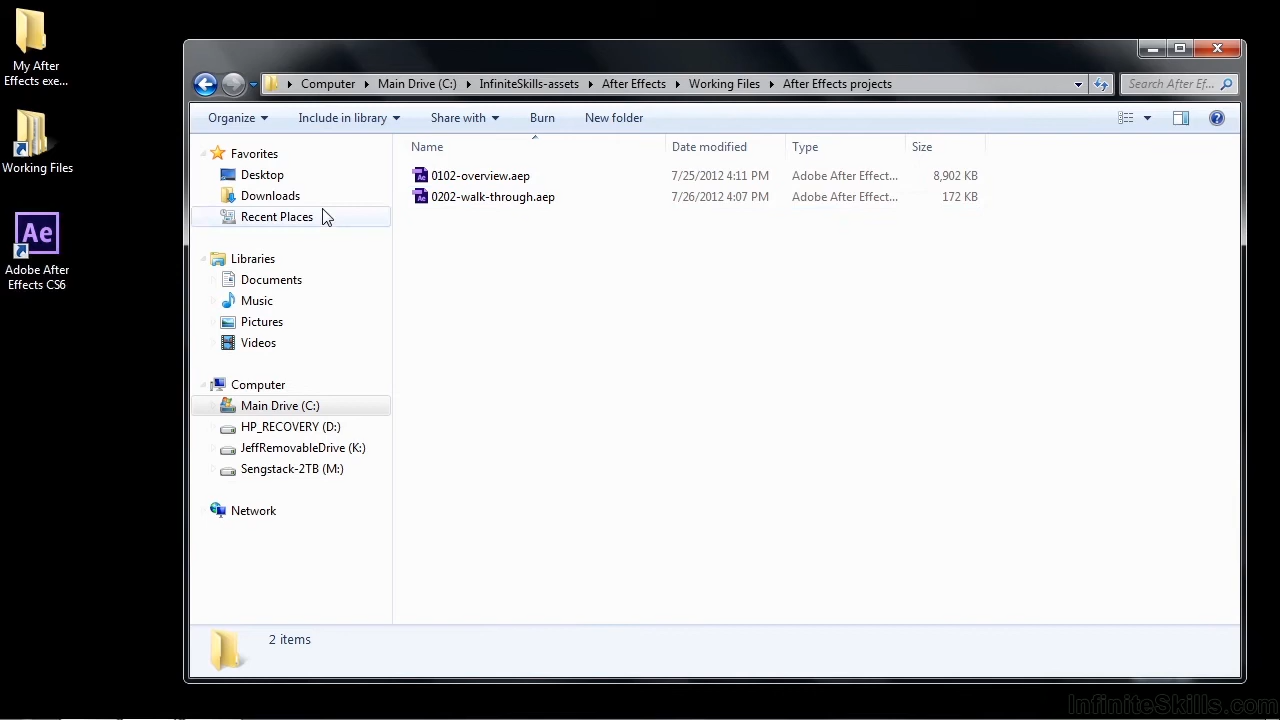 My After
Effects exe...
Working Files
Ae
Adobe After
Effects CS6
Computer
Main Drive (C:)
InfiniteSkills-assets
After Effects
Working Files
After Effects projects
Search After Ef...
Organize
Include in library
Share with
Burn
New folder
Favorites
Desktop
Downloads
Recent Places
Libraries
Documents
Music
Pictures
Videos
Computer
Main Drive (C:)
HP_RECOVERY (D:)
JeffRemovableDrive (K:)
Sengstack-2TB (M:)
Network
Name Date modified Type Size
0102-overview.aep 7/25/2012 4:11 PM Adobe After Effect... 8,902 KB
0202-walk-through.aep 7/26/2012 4:07 PM Adobe After Effect... 172 KB
2 items
InfiniteSkills.com